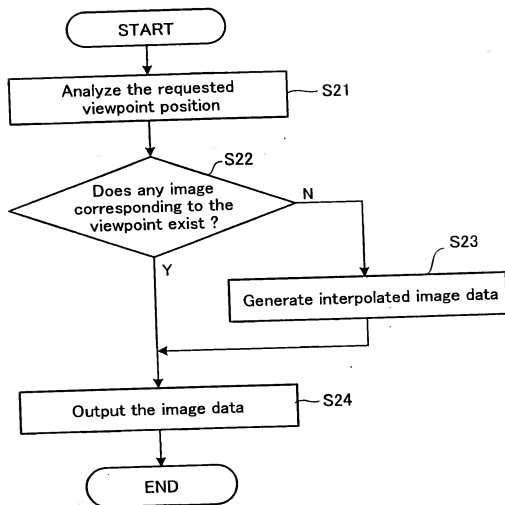 START
Analyze the requested
viewpoint position
S21
S22
Does any image
corresponding to the
viewpoint exist ?
N
Y
S23
Generate interpolated image data
Output the image data
S24
END